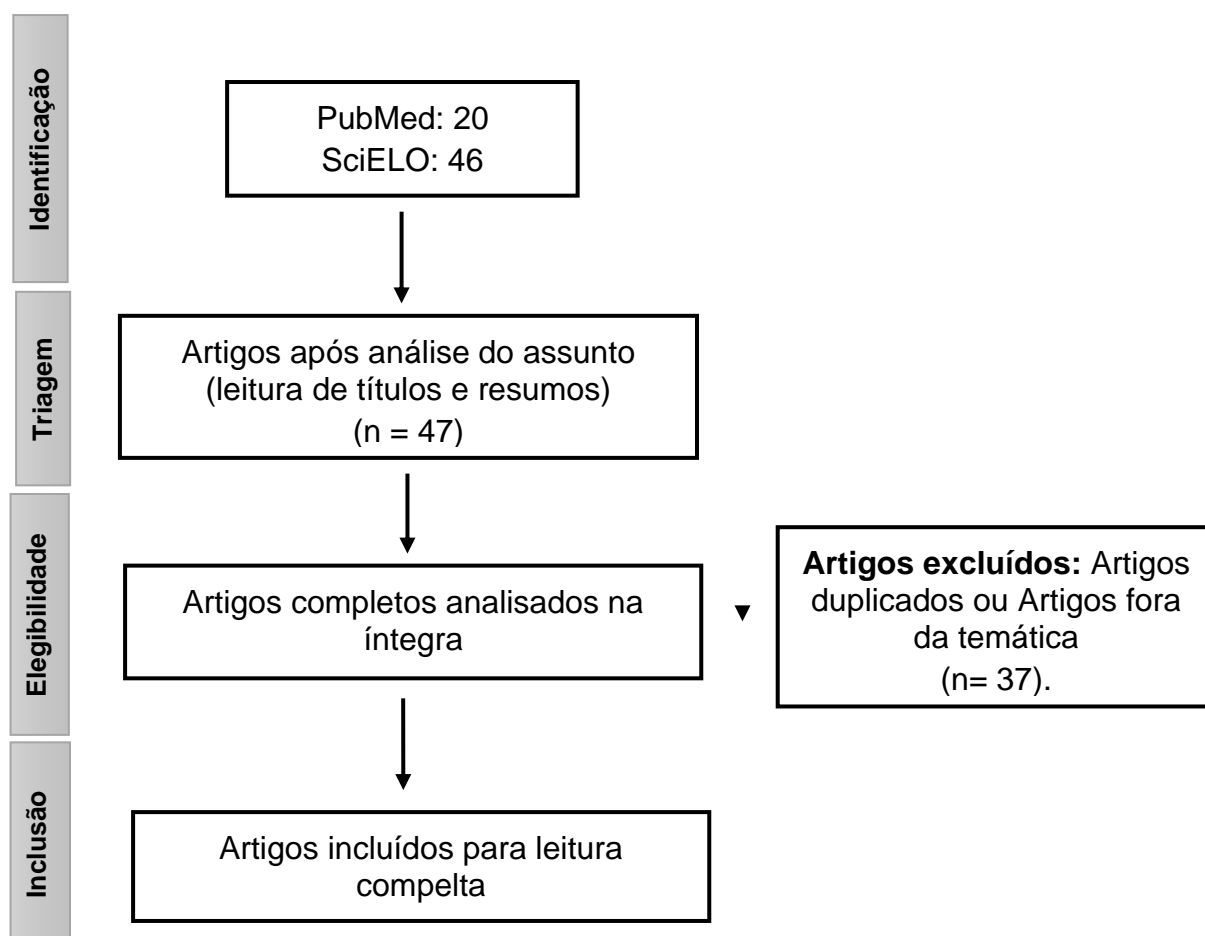 Identificação
PubMed: 20
SciELO: 46
Triagem
Artigos após análise do assunto
(leitura de títulos e resumos)
(n = 47)
Elegibilidade
Artigos completos analisados na
íntegra
Artigos excluídos: Artigos
duplicados ou Artigos fora
da temática
(n= 37).
Inclusão
Artigos incluídos para leitura
compelta